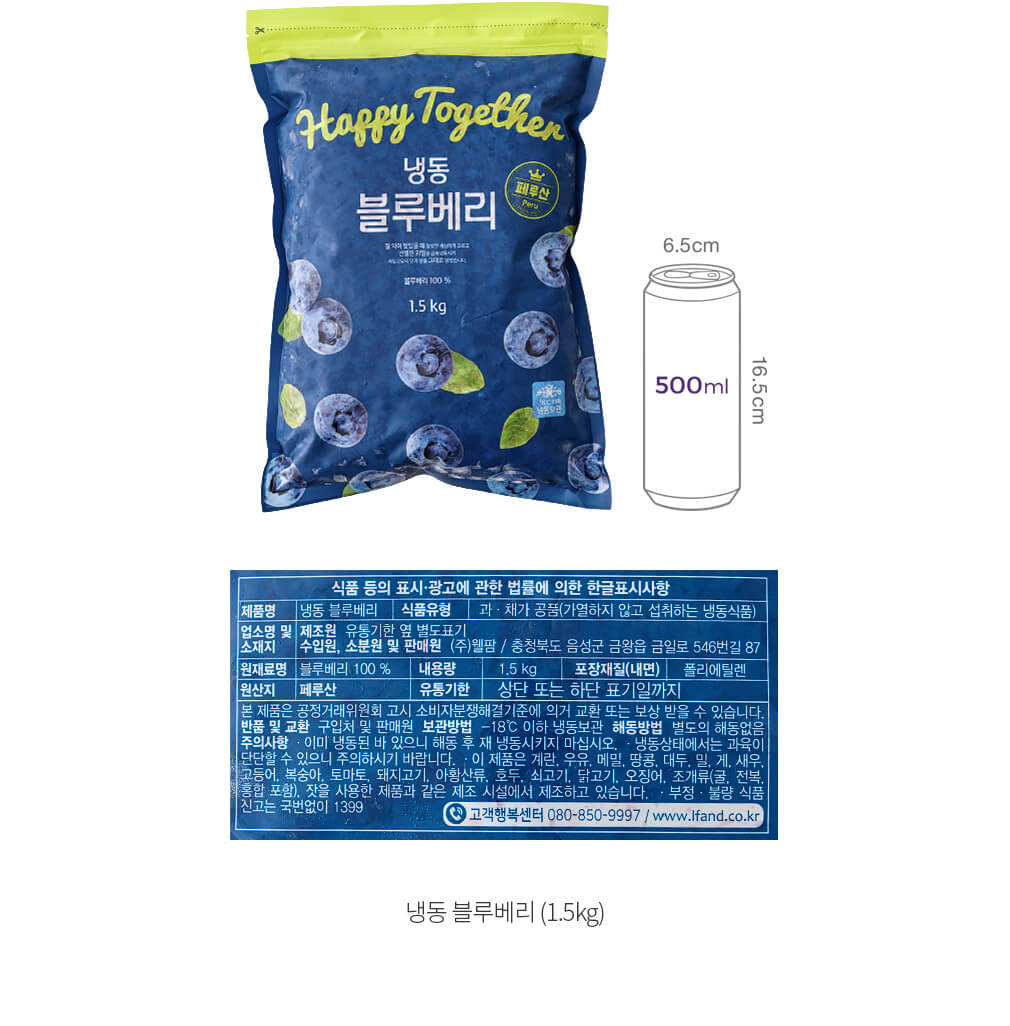 Happy Together
냉동
블루베리
페루산
Peru
블루베리 100 %
1.5 kg
냉동보관
6.5cm
500ml
16.5cm
식품 등의 표시·광고에 관한 법률에 의한 한글표시사항
제품명 냉동 블루베리 식품유형 과·채가공품(가열하지 않고 섭취하는 냉동식품)
업소명 및 소재지 제조원 유통기한 옆 별도표기
수입원, 소분원 및 판매원 (주)웰팜 / 충청북도 음성군 금왕읍 금일로 546번길 87
원재료명 블루베리 100 % 내용량 1.5 kg 포장재질(내면) 폴리에틸렌
원산지 페루산 유통기한 상단 또는 하단 표기일까지
본 제품은 공정거래위원회 고시 소비자분쟁해결기준에 의거 교환 또는 보상 받을 수 있습니다.
반품 및 교환 구입처 및 판매원 보관방법 -18℃ 이하 냉동보관 해동방법 별도의 해동없음
주의사항 ·이미 냉동된 바 있으니 해동 후 재 냉동시키지 마십시오. ·냉동상태에서는 과육이
단단할 수 있으니 주의하시기 바랍니다. ·이 제품은 계란, 우유, 메밀, 땅콩, 대두, 밀, 게, 새우,
고등어, 복숭아, 토마토, 돼지고기, 아황산류, 호두, 쇠고기, 닭고기, 오징어, 조개류(굴, 전복,
홍합 포함), 잣을 사용한 제품과 같은 제조 시설에서 제조하고 있습니다. ·부정·불량 식품
신고는 국번없이 1399
고객행복센터 080-850-9997 / www.lfand.co.kr
냉동 블루베리 (1.5kg)